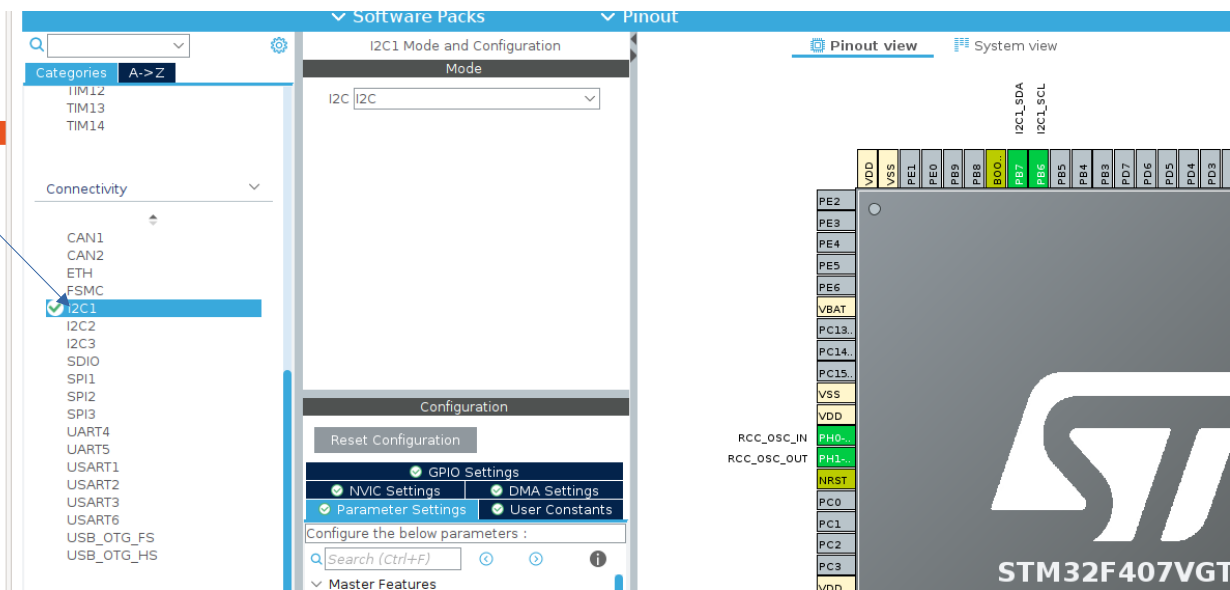 Software Packs
Pinout
Categories
A->Z
TIM12
TIM13
TIM14
Connectivity
CAN1
CAN2
ETH
FSMC
I2C1
I2C2
I2C3
SDIO
SPI1
SPI2
SPI3
UART4
UART5
USART1
USART2
USART3
USART6
USB_OTG_FS
USB_OTG_HS
I2C1 Mode and Configuration
Mode
I2C I2C
Configuration
Reset Configuration
GPIO Settings
NVIC Settings
DMA Settings
Parameter Settings
User Constants
Configure the below parameters :
Search (Ctrl+F)
Master Features
Pinout view
System view
I2C1_SDA
I2C1_SCL
VDD
VSS
PE1
PE0
PB9
PB8
BOO..
PB7
PB6
PB5
PB4
PB3
PD7
PD6
PD5
PD4
PD3
PE2
PE3
PE4
PE5
PE6
VBAT
PC13..
PC14..
PC15..
VSS
VDD
RCC_OSC_IN PH0-..
RCC_OSC_OUT PH1-..
NRST
PC0
PC1
PC2
PC3
VDD
STM32F407VGT